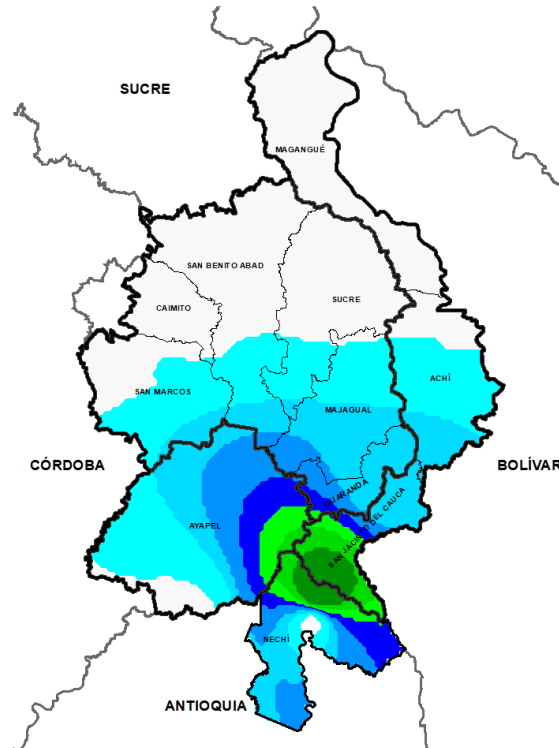 SUCRE
MAGANGUÉ
SAN BENITO ABAD
SUCRE
CAIMITO
ACHÍ
SAN MARCOS
MAJAGUAL
CÓRDOBA
BOLÍVAR
GUARANDA
SAN JACINTO DEL CAUCA
AYAPEL
NECHÍ
ANTIOQUIA